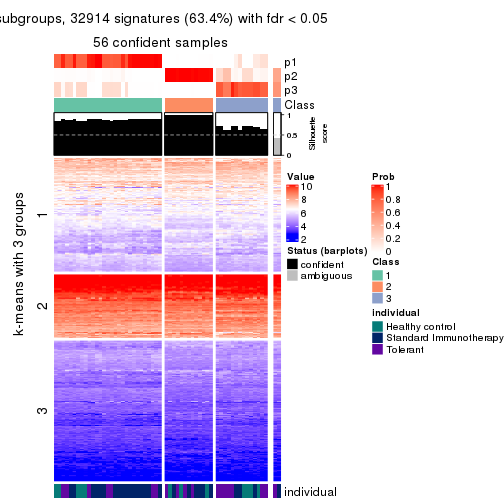 subgroups, 32914 signatures (63.4%) with fdr < 0.05
56 confident samples
p1
p2
p3
Class
1
0.5
0
Silhouette
score
k-means with 3 groups
1
2
3
Value
10
8
6
4
2
Status (barplots)
confident
ambiguous
Prob
1
0.8
0.6
0.4
0.2
0
Class
1
2
3
individual
Healthy control
Standard Immunotherapy
Tolerant
individual